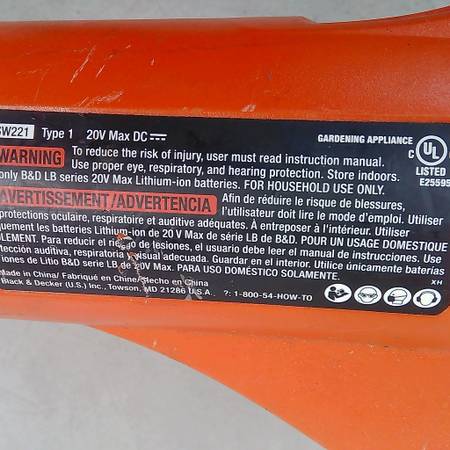 SW221 Type 1 20V Max DC
GARDENING APPLIANCE
C UL
LISTED
E25595
WARNING To reduce the risk of injury, user must read instruction manual.
Use proper eye, respiratory, and hearing protection. Store indoors.
only B&D LB series 20V Max Lithium-ion batteries. FOR HOUSEHOLD USE ONLY.
AVERTISSEMENT/ADVERTENCIA Afin de réduire le risque de blessures,
l'utilisateur doit lire le mode d'emploi. Utiliser
protections oculaire, respiratoire et auditive adéquates. À entreposer à l'intérieur. Utiliser
quement les batteries Lithium-ion de 20 V Max de série LB de B&D. POUR UN USAGE DOMESTIQUE
LEMENT. Para reducir el riesgo de lesiones, el usuario debe leer el manual de instrucciones. Use
tección auditiva, respiratoria y visual adecuada. Guardar en el interior. Utilice únicamente baterías
iones de Litio B&D serie LB de 20V Max. PARA USO DOMÉSTICO SOLAMENTE.
Made in China/ Fabriqué en Chine/ Hecho en China
Black & Decker (U.S.) Inc., Towson, MD 21286 U.S.A. ?: 1-800-54-HOW-TO
XH